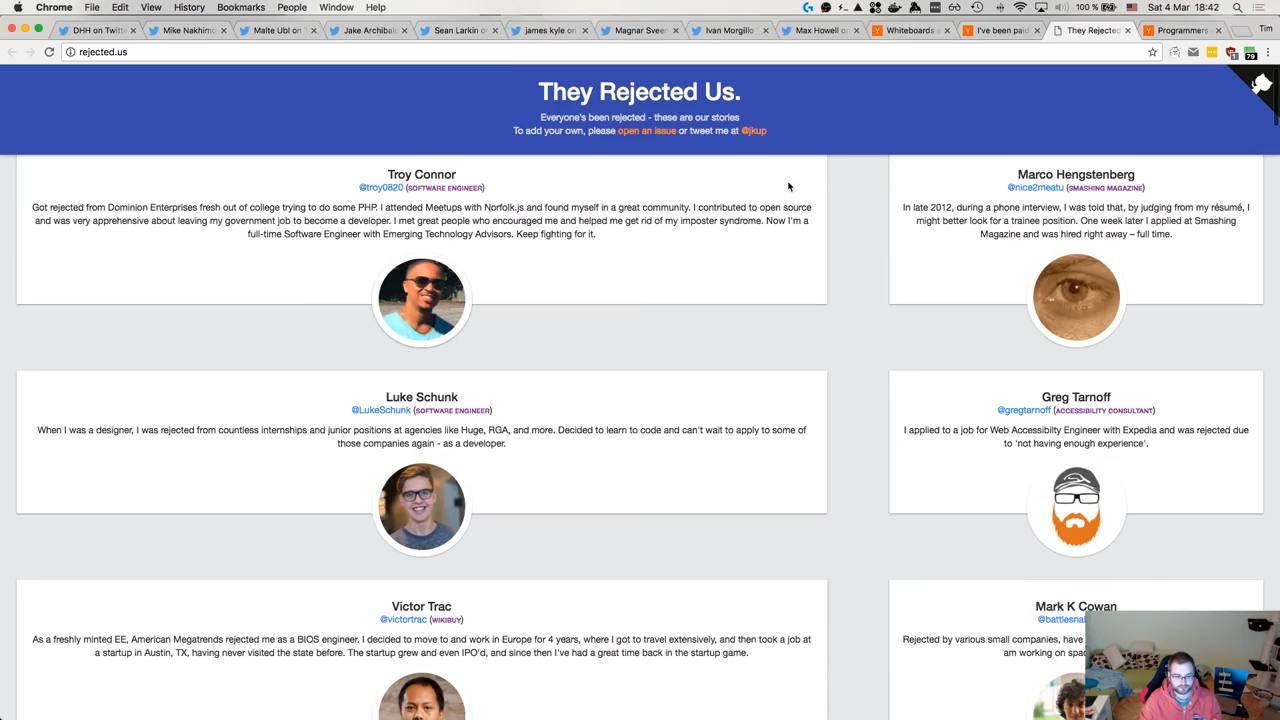 Chrome File Edit View History Bookmarks People Window Help 100 % Sat 4 Mar 18:42
DHH on Twitt Mike Nakhimo Malte Ubl on T Jake Archibal Sean Larkin o james kyle on Magnar Sveen Ivan Morgillo Max Howell on Whiteboards a I've been paid They Rejected Programmers Tim
rejected.us 79
They Rejected Us.
Everyone's been rejected - these are our stories
To add your own, please open an issue or tweet me at @jkup
Troy Connor
@troy0820 (SOFTWARE ENGINEER)
Got rejected from Dominion Enterprises fresh out of college trying to do some PHP. I attended Meetups with Norfolk.js and found myself in a great community. I contributed to open source
and was very apprehensive about leaving my government job to become a developer. I met great people who encouraged me and helped me get rid of my imposter syndrome. Now I'm a
full-time Software Engineer with Emerging Technology Advisors. Keep fighting for it.
Marco Hengstenberg
@nice2meatu (SMASHING MAGAZINE)
In late 2012, during a phone interview, I was told that, by judging from my résumé, I
might better look for a trainee position. One week later I applied at Smashing
Magazine and was hired right away – full time.
Luke Schunk
@LukeSchunk (SOFTWARE ENGINEER)
When I was a designer, I was rejected from countless internships and junior positions at agencies like Huge, RGA, and more. Decided to learn to code and can't wait to apply to some of
those companies again - as a developer.
Greg Tarnoff
@gregtarnoff (ACCESSIBILITY CONSULTANT)
I applied to a job for Web Accessibilty Engineer with Expedia and was rejected due
to 'not having enough experience'.
Victor Trac
@victortrac (WIKIBUY)
As a freshly minted EE, American Megatrends rejected me as a BIOS engineer. I decided to move to and work in Europe for 4 years, where I got to travel extensively, and then took a job at
a startup in Austin, TX, having never visited the state before. The startup grew and even IPO'd, and since then I've had a great time back in the startup game.
Mark K Cowan
@battlesna
Rejected by various small companies, have
am working on spac